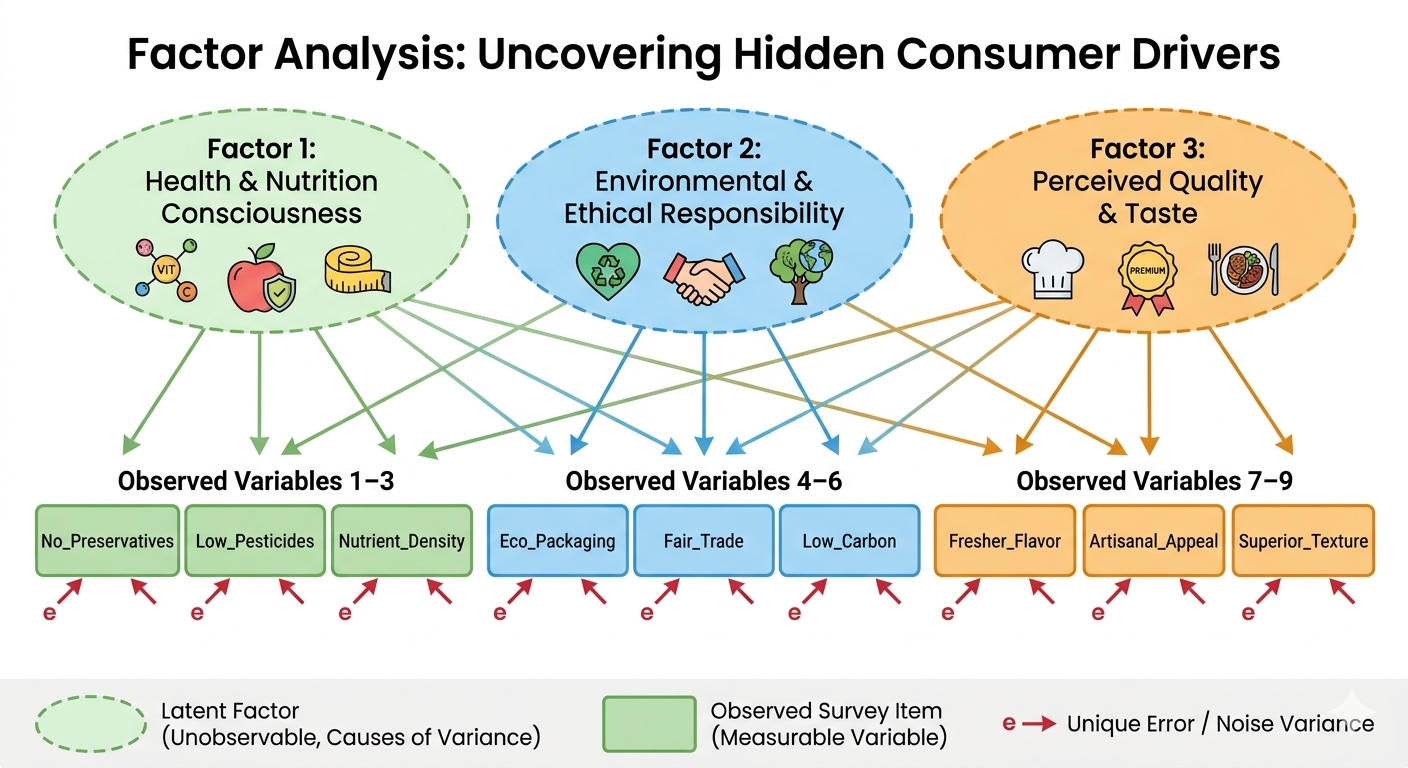 Factor Analysis: Uncovering Hidden Consumer Drivers
Factor 1:
Health & Nutrition
Consciousness
VIT
C
Factor 2:
Environmental &
Ethical Responsibility
Factor 3:
Perceived Quality
& Taste
PREMIUM
Observed Variables 1–3
Observed Variables 4–6
Observed Variables 7–9
No_Preservatives
Low_Pesticides
Nutrient_Density
Eco_Packaging
Fair_Trade
Low_Carbon
Fresher_Flavor
Artisanal_Appeal
Superior_Texture
e
e
e
e
e
e
e
e
e
Latent Factor
(Unobservable, Causes of Variance)
Observed Survey Item
(Measurable Variable)
e
Unique Error / Noise Variance